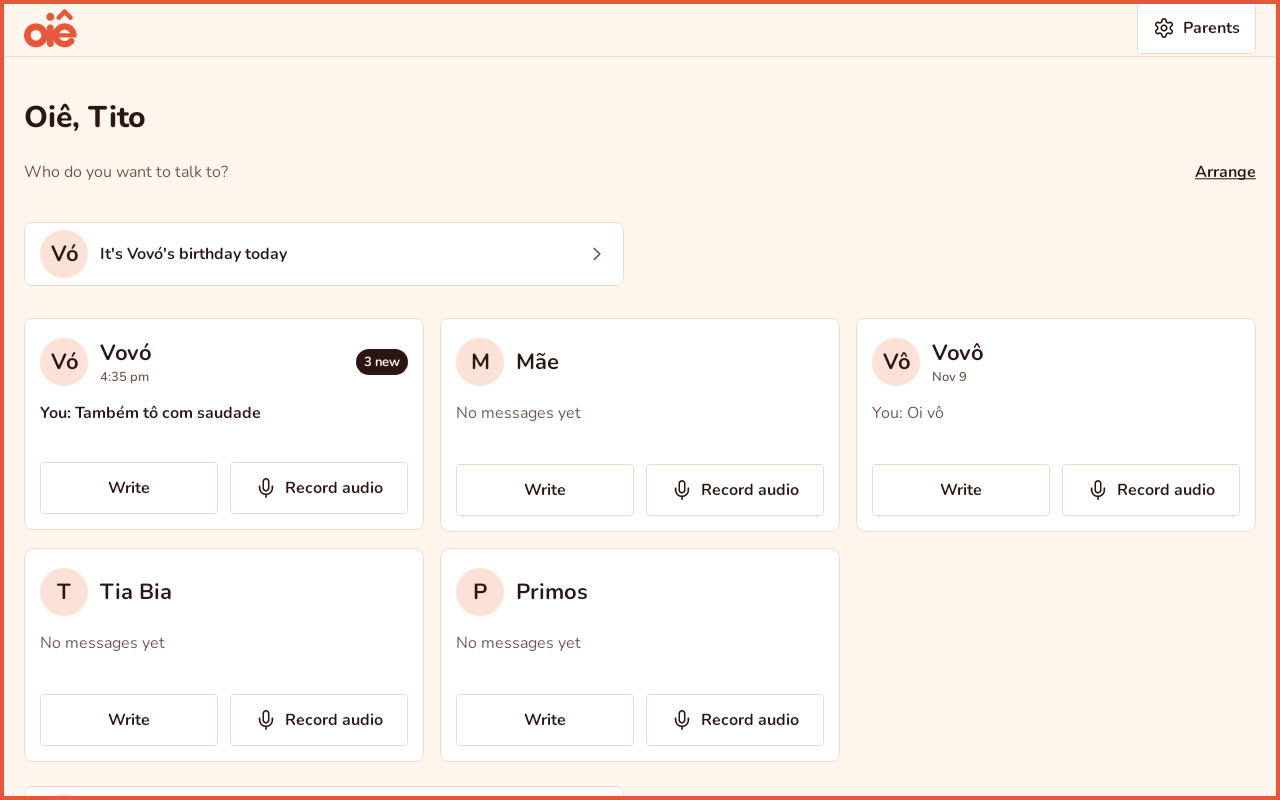 oiê
Parents
Oiê, Tito
Who do you want to talk to?
Arrange
Vó
It's Vovó's birthday today
Vó
Vovó
4:35 pm
3 new
You: Também tô com saudade
Write
Record audio
M
Mãe
No messages yet
Write
Record audio
Vô
Vovô
Nov 9
You: Oi vô
Write
Record audio
T
Tia Bia
No messages yet
Write
Record audio
P
Primos
No messages yet
Write
Record audio